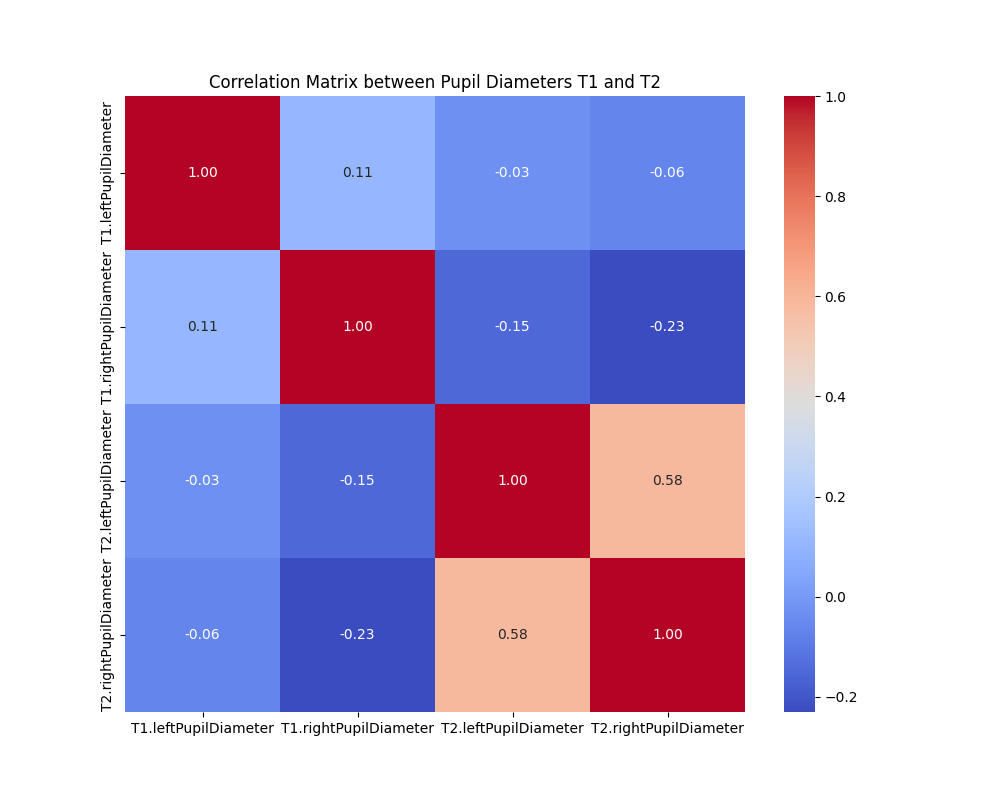 Correlation Matrix between Pupil Diameters T1 and T2
T1.leftPupilDiameter
1.00 0.11 -0.03 -0.06
T1.rightPupilDiameter
0.11 1.00 -0.15 -0.23
T2.leftPupilDiameter
-0.03 -0.15 1.00 0.58
T2.rightPupilDiameter
-0.06 -0.23 0.58 1.00
T1.leftPupilDiameter T1.rightPupilDiameter T2.leftPupilDiameter T2.rightPupilDiameter
1.0
0.8
0.6
0.4
0.2
0.0
−0.2